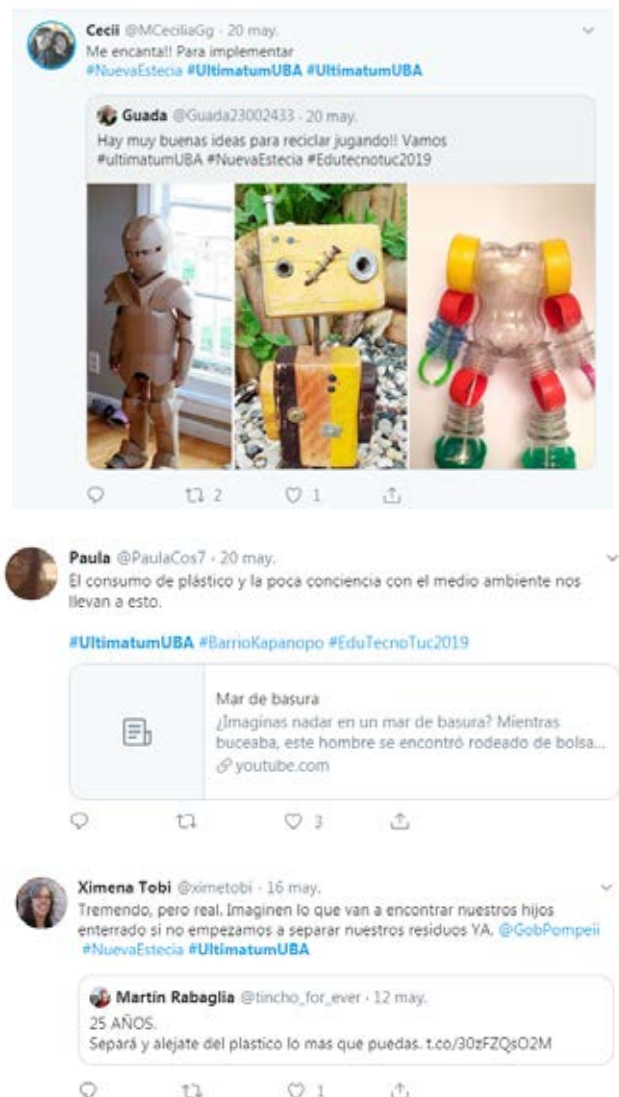 Cecii @MCeciliaGg · 20 may.
Me encanta!! Para implementar
#NuevaEstecia #UltimatumUBA #UltimatumUBA
Guada @Guada23002433 · 20 may.
Hay muy buenas ideas para reciclar jugando!! Vamos
#ultimatumUBA #NuevaEstecia #Edutecnotuc2019
2 1
Paula @PaulaCos7 · 20 may.
El consumo de plástico y la poca conciencia con el medio ambiente nos
llevan a esto.
#UltimatumUBA #BarrioKapanopo #EduTecnoTuc2019
Mar de basura
¿Imaginas nadar en un mar de basura? Mientras
buceaba, este hombre se encontró rodeado de bolsa...
youtube.com
3
Ximena Tobi @ximetobi · 16 may.
Tremendo, pero real. Imaginen lo que van a encontrar nuestros hijos
enterrado si no empezamos a separar nuestros residuos YA. @GobPompeii
#NuevaEstecia #UltimatumUBA
Martín Rabaglia @tincho_for_ever · 12 may.
25 AÑOS.
Separá y alejate del plastico lo mas que puedas. t.co/30zFZQsO2M
1